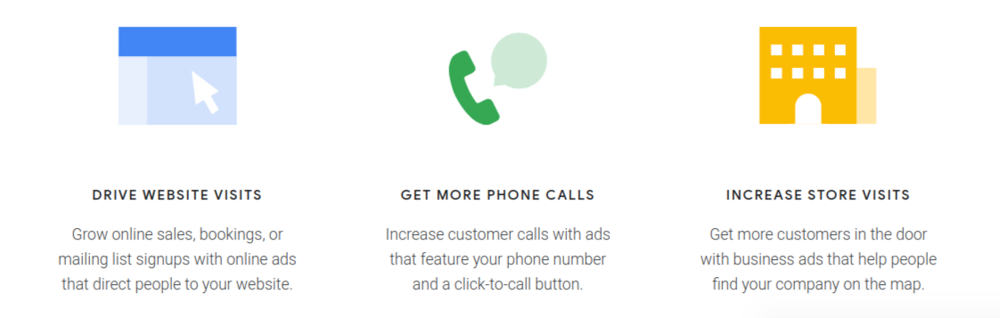 DRIVE WEBSITE VISITS
Grow online sales, bookings, or
mailing list signups with online ads
that direct people to your website.
GET MORE PHONE CALLS
Increase customer calls with ads
that feature your phone number
and a click-to-call button.
INCREASE STORE VISITS
Get more customers in the door
with business ads that help people
find your company on the map.